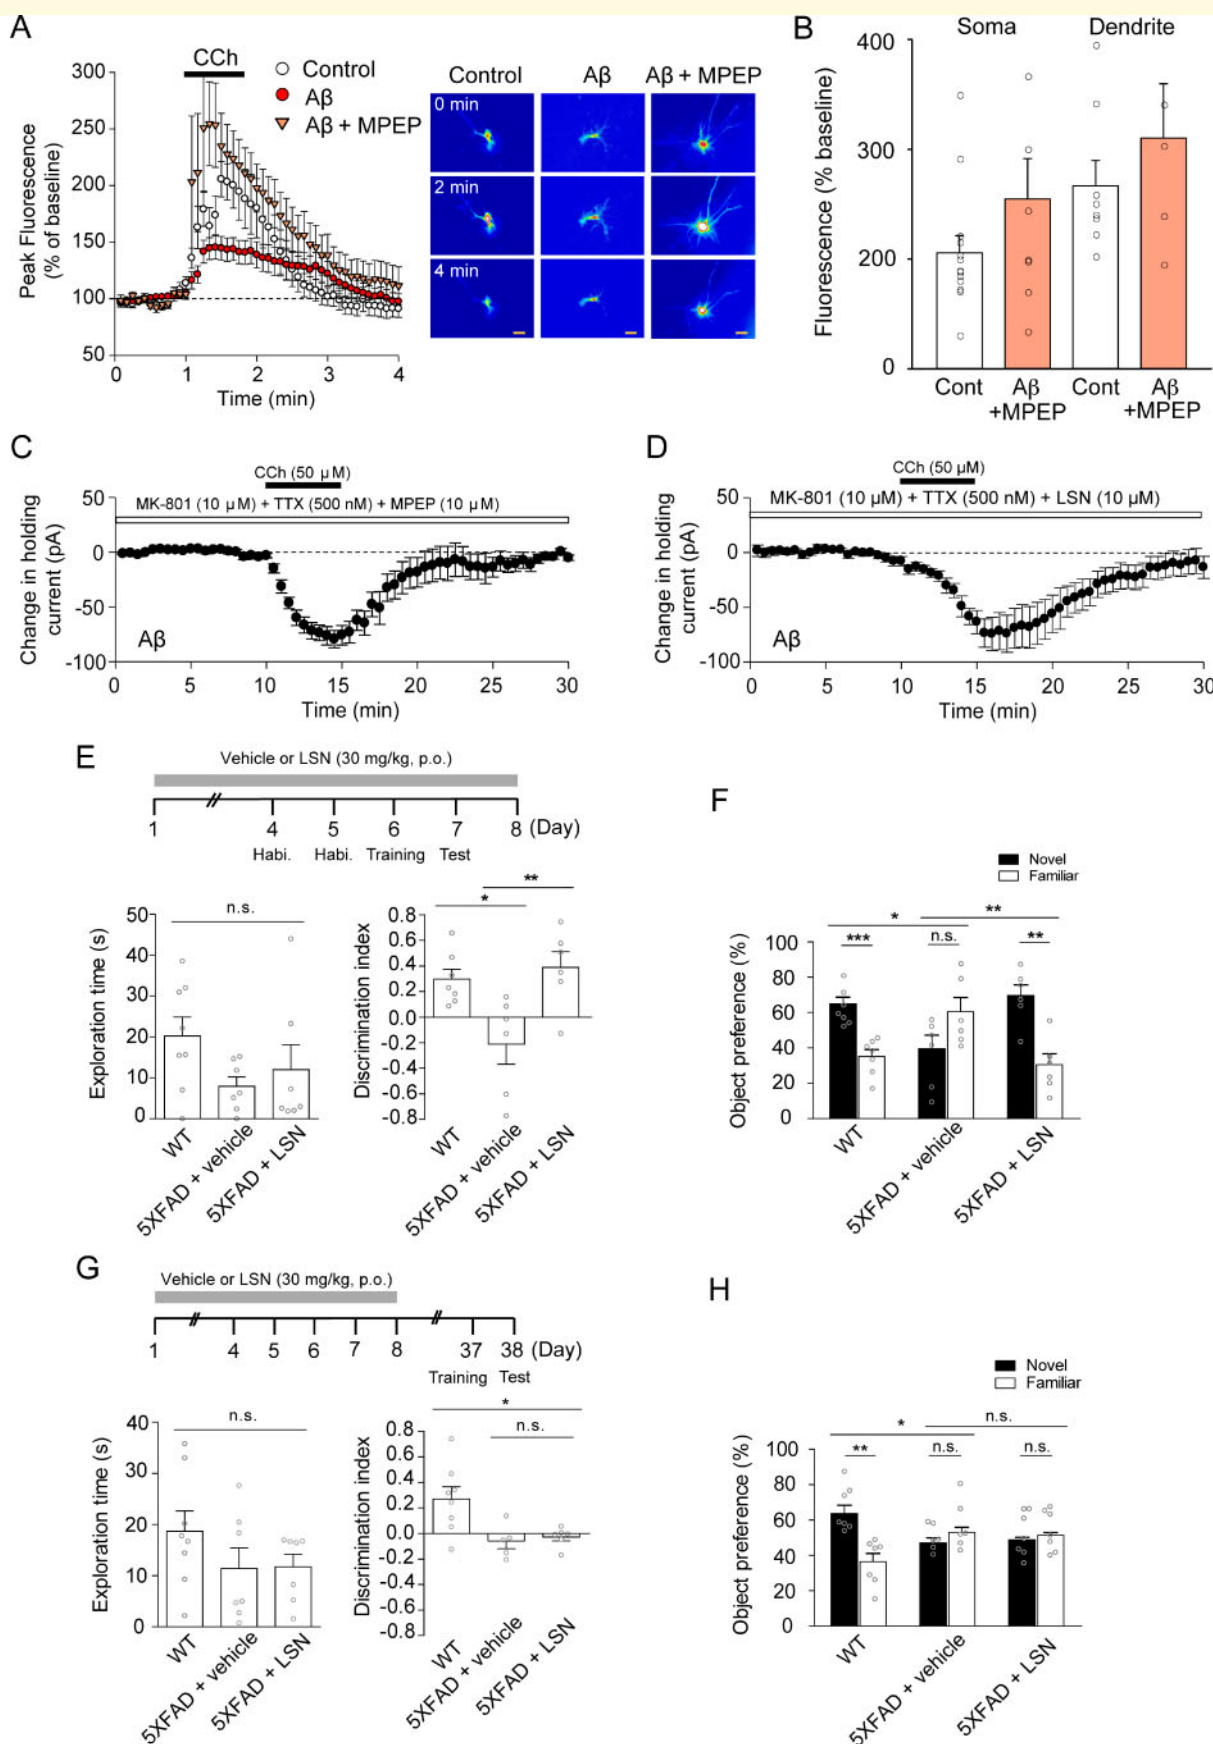 A
CCh
Control
Aβ
Aβ + MPEP
Peak Fluorescence
(% of baseline)
300
250
200
150
100
50
0 1 2 3 4
Time (min)
Control Aβ Aβ + MPEP
0 min
2 min
4 min
B
Soma Dendrite
Fluorescence (% baseline)
400
300
200
0
Cont Aβ +MPEP Cont Aβ +MPEP
C
CCh (50 µM)
MK-801 (10 µM) + TTX (500 nM) + MPEP (10 µM)
Change in holding
current (pA)
50
0
-50
-100
Aβ
0 5 10 15 20 25 30
Time (min)
D
CCh (50 µM)
MK-801 (10 µM) + TTX (500 nM) + LSN (10 µM)
Change in holding
current (pA)
50
0
-50
-100
Aβ
0 5 10 15 20 25 30
Time (min)
E
Vehicle or LSN (30 mg/kg, p.o.)
1 4 5 6 7 8 (Day)
Habi. Habi. Training Test
Exploration time (s)
50
40
30
20
10
0
n.s.
WT
5XFAD + vehicle
5XFAD + LSN
Discrimination index
0.8
0.6
0.4
0.2
0.0
-0.2
-0.4
-0.6
-0.8
**
*
WT
5XFAD + vehicle
5XFAD + LSN
F
Novel
Familiar
Object preference (%)
100
80
60
40
20
0
* **
*** n.s. **
WT
5XFAD + vehicle
5XFAD + LSN
G
Vehicle or LSN (30 mg/kg, p.o.)
1 4 5 6 7 8 37 38 (Day)
Training Test
Exploration time (s)
40
30
20
10
0
n.s.
WT
5XFAD + vehicle
5XFAD + LSN
Discrimination index
0.8
0.6
0.4
0.2
0.0
-0.2
-0.4
-0.6
-0.8
*
n.s.
WT
5XFAD + vehicle
5XFAD + LSN
H
Novel
Familiar
Object preference (%)
100
80
60
40
20
0
* n.s.
** n.s. n.s.
WT
5XFAD + vehicle
5XFAD + LSN